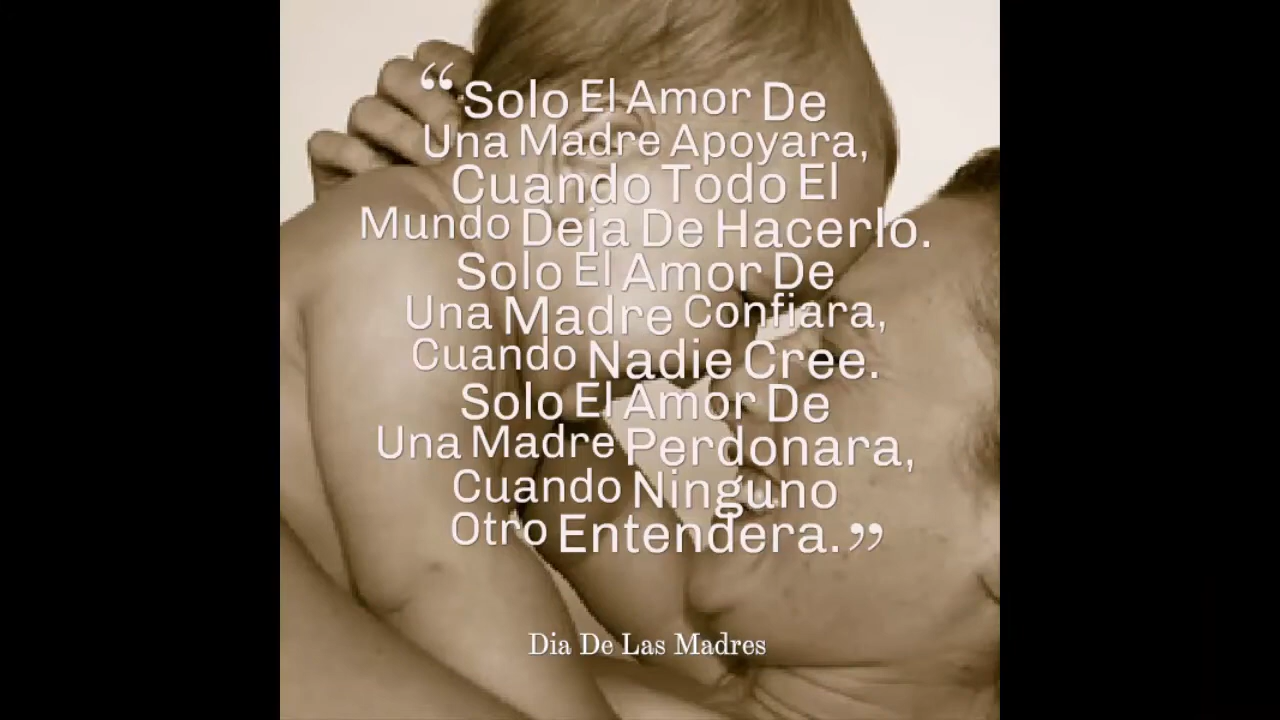 “Solo El Amor De
Una Madre Apoyara,
Cuando Todo El
Mundo Deja De Hacerlo.
Solo El Amor De
Una Madre Confiara,
Cuando Nadie Cree.
Solo El Amor De
Una Madre Perdonara,
Cuando Ninguno
Otro Entendera.”
Dia De Las Madres